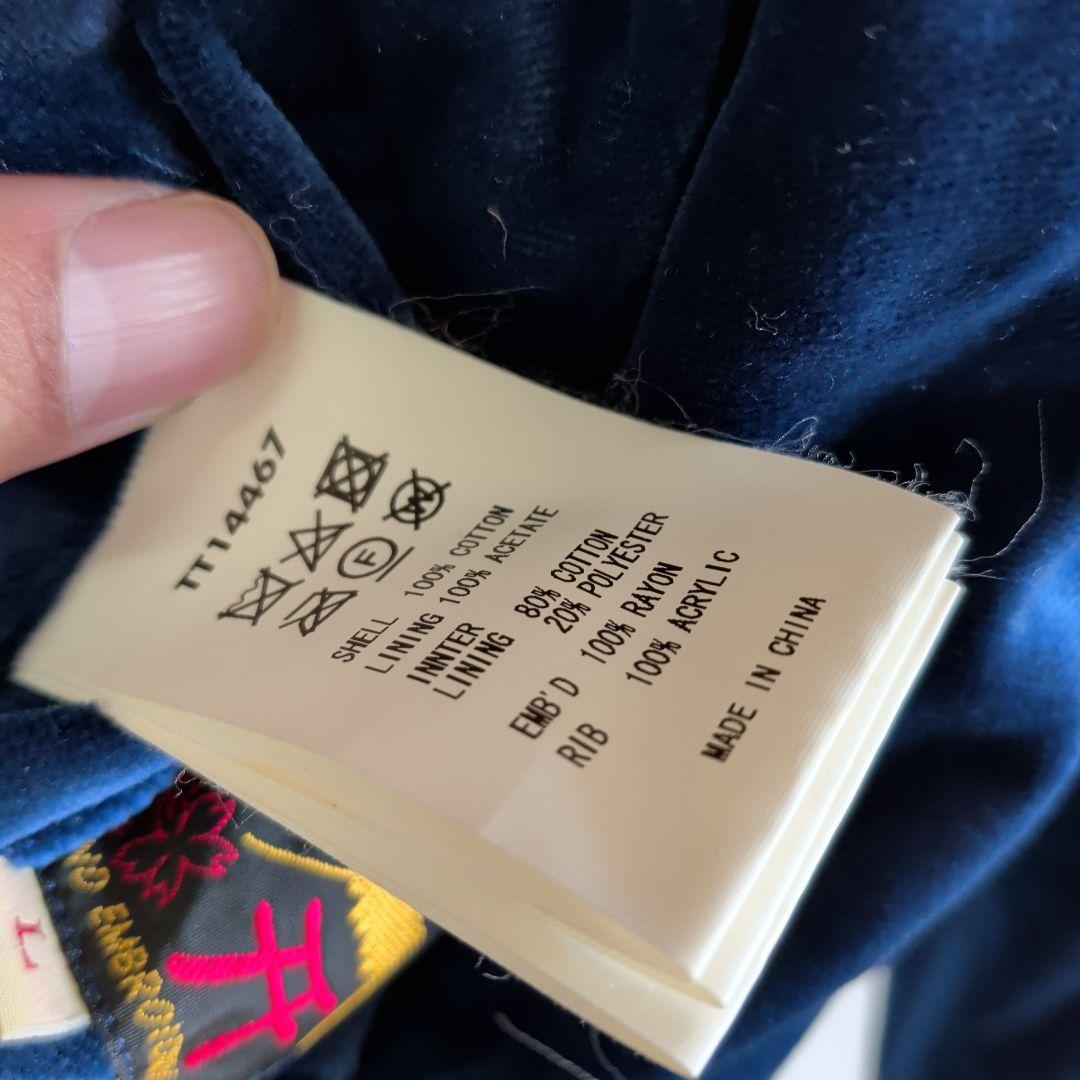 TT14467
F W
SHELL 100% COTTON
LINING 100% ACETATE
INNTER 80% COTTON
LINING 20% POLYESTER
EMB'D 100% RAYON
RIB 100% ACRYLIC
MADE IN CHINA
L